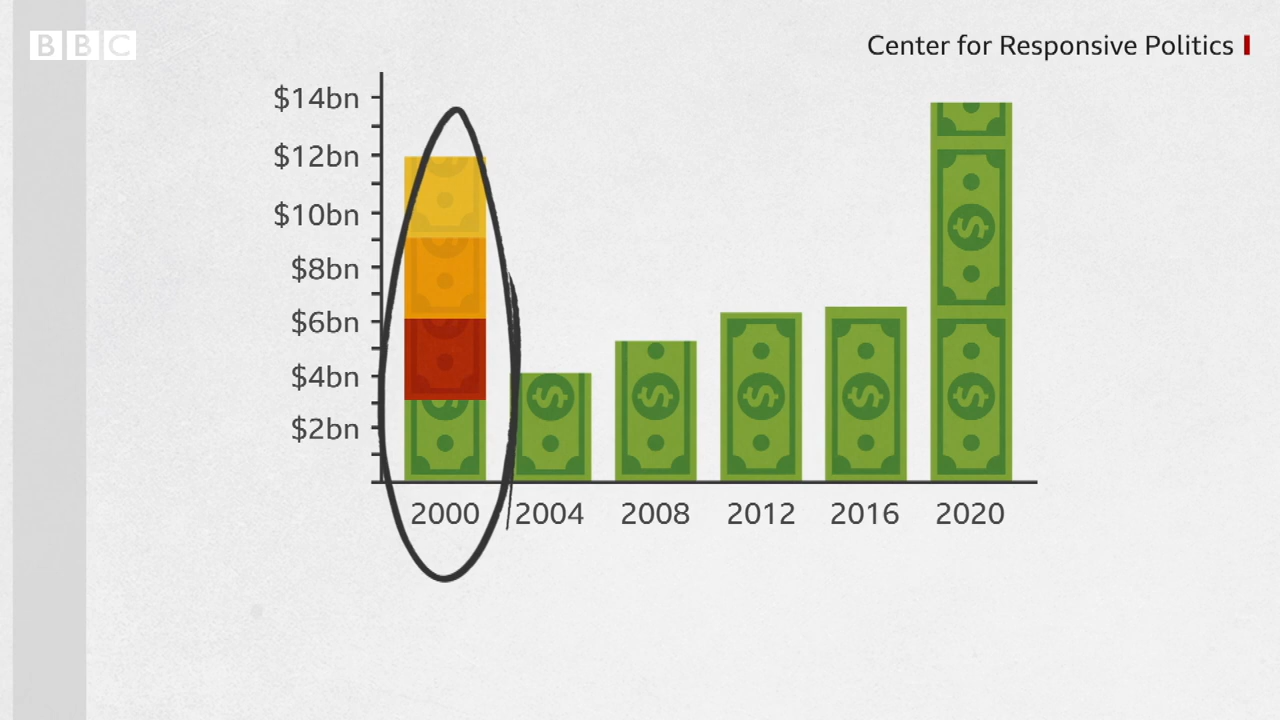 BBC
Center for Responsive Politics
$14bn
$12bn
$10bn
$8bn
$6bn
$4bn
$2bn
2000 2004 2008 2012 2016 2020